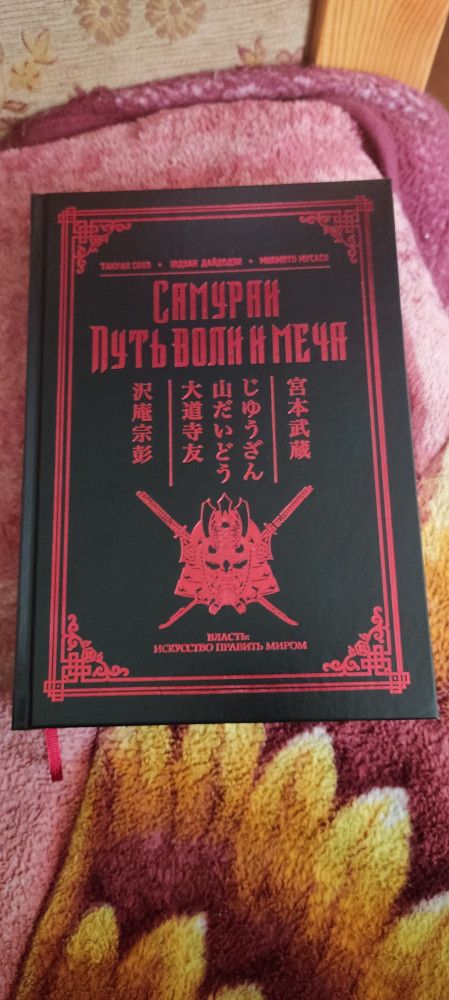 ТАКУАН СОХО • ЮДЗАН ДАЙДОДЗИ • МИЯМОТО МУСАСИ
САМУРАИ
ПУТЬ ВОЛИ И МЕЧА
宮本武蔵
じゆうざん
山だいどう
大道寺友
沢庵宗彭
ВЛАСТЬ:
ИСКУССТВО ПРАВИТЬ МИРОМ